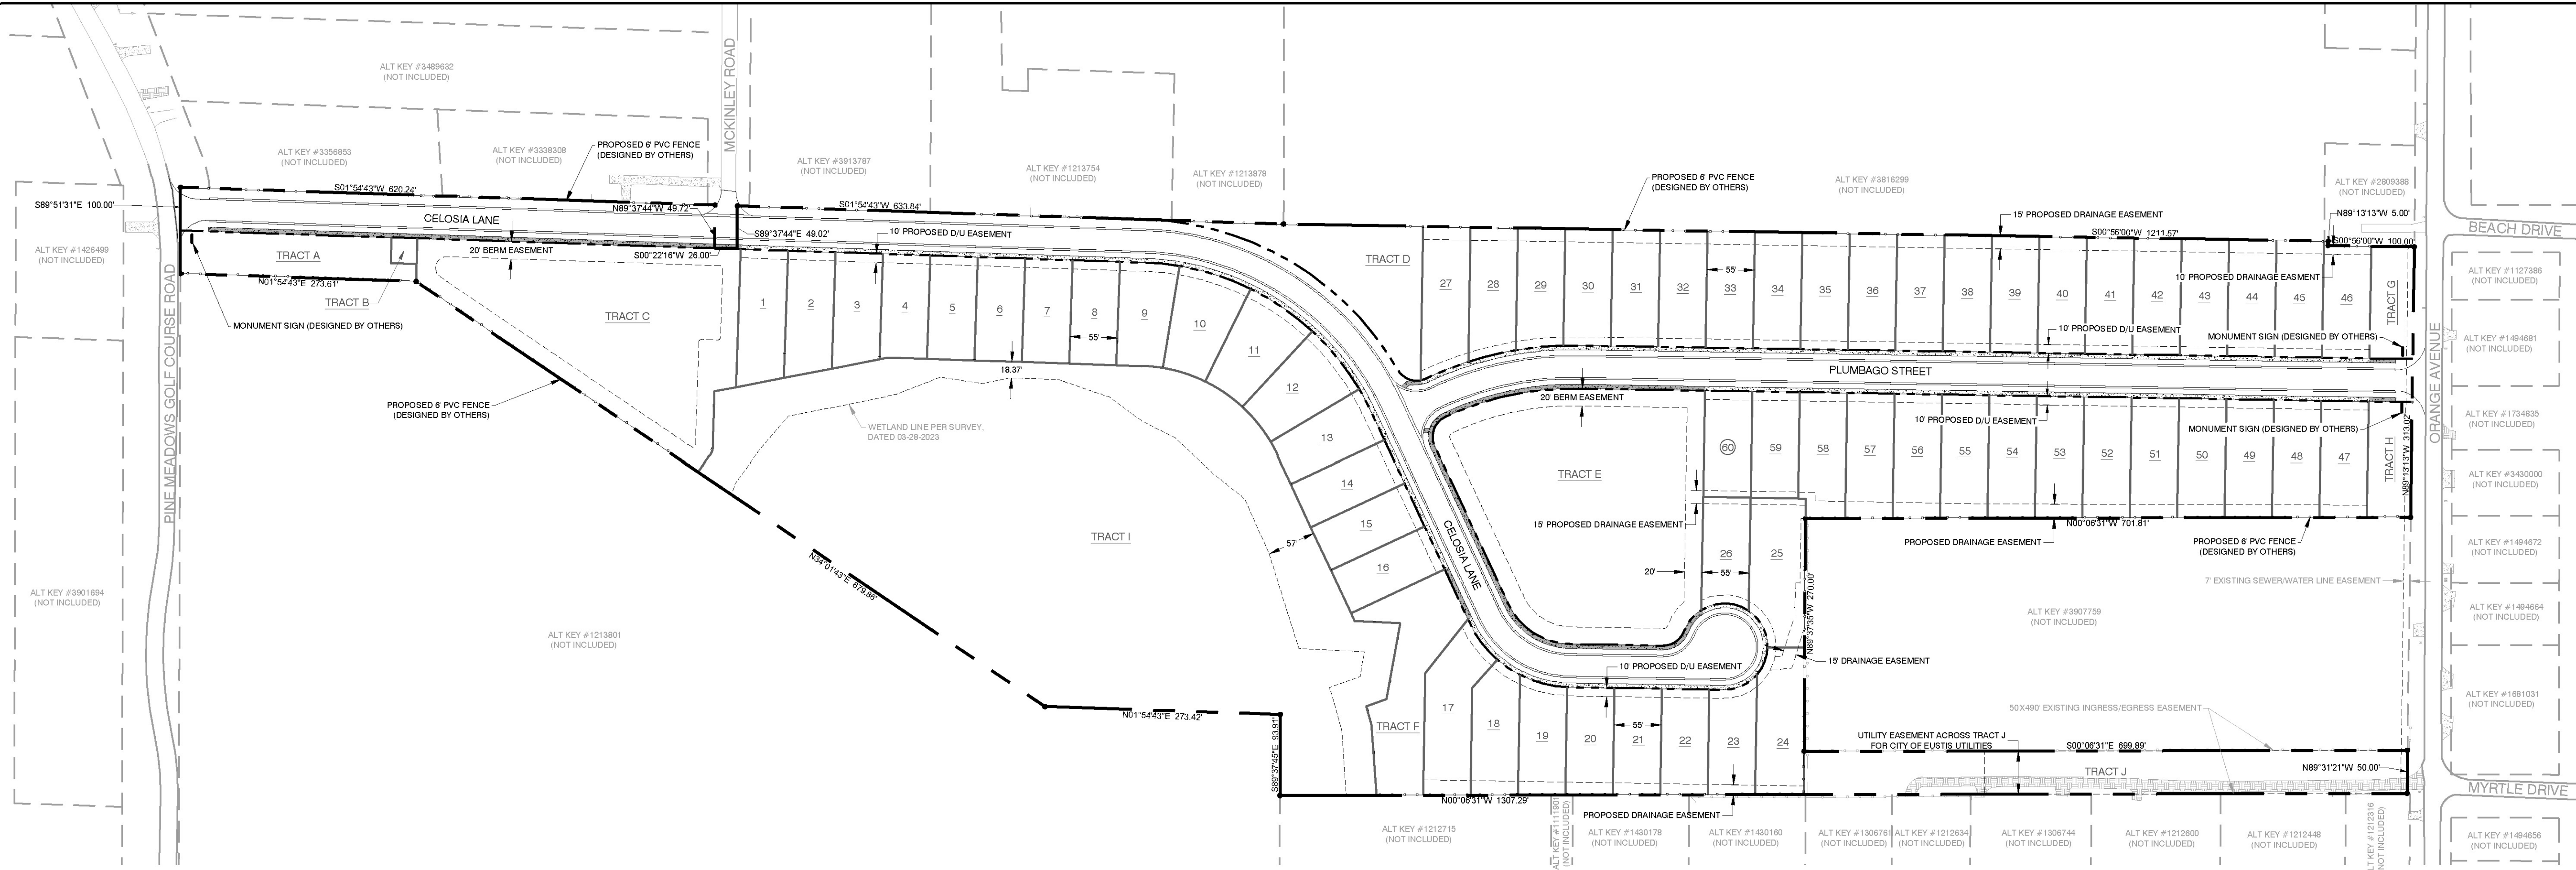 ALT KEY #3489632
(NOT INCLUDED)
MCKINLEY ROAD
ALT KEY #3356853
(NOT INCLUDED)
ALT KEY #3338308
(NOT INCLUDED)
PROPOSED 6' PVC FENCE
(DESIGNED BY OTHERS)
ALT KEY #3913787
(NOT INCLUDED)
ALT KEY #1213754
(NOT INCLUDED)
ALT KEY #1213878
(NOT INCLUDED)
PROPOSED 6' PVC FENCE
(DESIGNED BY OTHERS)
ALT KEY #3816299
(NOT INCLUDED)
ALT KEY #2809388
(NOT INCLUDED)
S01°54'43"W 620.24'
S89°51'31"E 100.00'
CELOSIA LANE
N89°37'44"W 49.72'
S01°54'43"W 633.84'
S89°37'44"E 49.02'
10' PROPOSED D/U EASEMENT
S00°22'16"W 26.00'
20' BERM EASEMENT
15' PROPOSED DRAINAGE EASEMENT
N89°13'13"W 5.00'
S00°56'00"W 1211.57'
S00°56'00"W 100.00'
10' PROPOSED DRAINAGE EASMENT
BEACH DRIVE
ALT KEY #1426499
(NOT INCLUDED)
TRACT A
N01°54'43"E 273.61'
TRACT B
MONUMENT SIGN (DESIGNED BY OTHERS)
TRACT C
PINE MEADOWS GOLF COURSE ROAD
1
2
3
4
5
6
7
8
55'
9
10
11
12
13
14
15
16
TRACT D
27
28
29
30
31
32
55'
33
34
35
36
37
38
39
40
41
42
43
44
45
46
TRACT G
ALT KEY #1127386
(NOT INCLUDED)
10' PROPOSED D/U EASEMENT
MONUMENT SIGN (DESIGNED BY OTHERS)
ORANGE AVENUE
ALT KEY #1494681
(NOT INCLUDED)
18.37'
PLUMBAGO STREET
PROPOSED 6' PVC FENCE
(DESIGNED BY OTHERS)
WETLAND LINE PER SURVEY,
DATED 03-28-2023
20' BERM EASEMENT
10' PROPOSED D/U EASEMENT
MONUMENT SIGN (DESIGNED BY OTHERS)
ALT KEY #1734835
(NOT INCLUDED)
60
59
58
57
56
55
54
53
52
51
50
49
48
47
TRACT H
N89°13'13"W 313.02'
TRACT E
ALT KEY #3430000
(NOT INCLUDED)
15' PROPOSED DRAINAGE EASEMENT
N00°06'31"W 701.81'
PROPOSED DRAINAGE EASEMENT
PROPOSED 6' PVC FENCE
(DESIGNED BY OTHERS)
TRACT I
57'
CELOSIA LANE
26
25
20'
55'
N89°37'35"W 270.00'
7' EXISTING SEWER/WATER LINE EASEMENT
ALT KEY #1494672
(NOT INCLUDED)
N34°01'43"E 879.86'
ALT KEY #3901694
(NOT INCLUDED)
ALT KEY #1213801
(NOT INCLUDED)
ALT KEY #3907759
(NOT INCLUDED)
ALT KEY #1494664
(NOT INCLUDED)
10' PROPOSED D/U EASEMENT
15' DRAINAGE EASEMENT
ALT KEY #1681031
(NOT INCLUDED)
N01°54'43"E 273.42'
S89°37'45"E 93.91'
TRACT F
17
18
19
20
55'
21
22
23
24
50'X490' EXISTING INGRESS/EGRESS EASEMENT
UTILITY EASEMENT ACROSS TRACT J
FOR CITY OF EUSTIS UTILITIES
S00°06'31"E 699.89'
TRACT J
N89°31'21"W 50.00'
MYRTLE DRIVE
N00°06'31"W 1307.29'
PROPOSED DRAINAGE EASEMENT
ALT KEY #1212715
(NOT INCLUDED)
(NOT INCLUDED)
ALT KEY #1430178
(NOT INCLUDED)
ALT KEY #1430160
(NOT INCLUDED)
ALT KEY #1306761
(NOT INCLUDED)
ALT KEY #1212634
(NOT INCLUDED)
ALT KEY #1306744
(NOT INCLUDED)
ALT KEY #1212600
(NOT INCLUDED)
ALT KEY #1212448
(NOT INCLUDED)
ALT KEY #1212316
(NOT INCLUDED)
ALT KEY #1494656
(NOT INCLUDED)